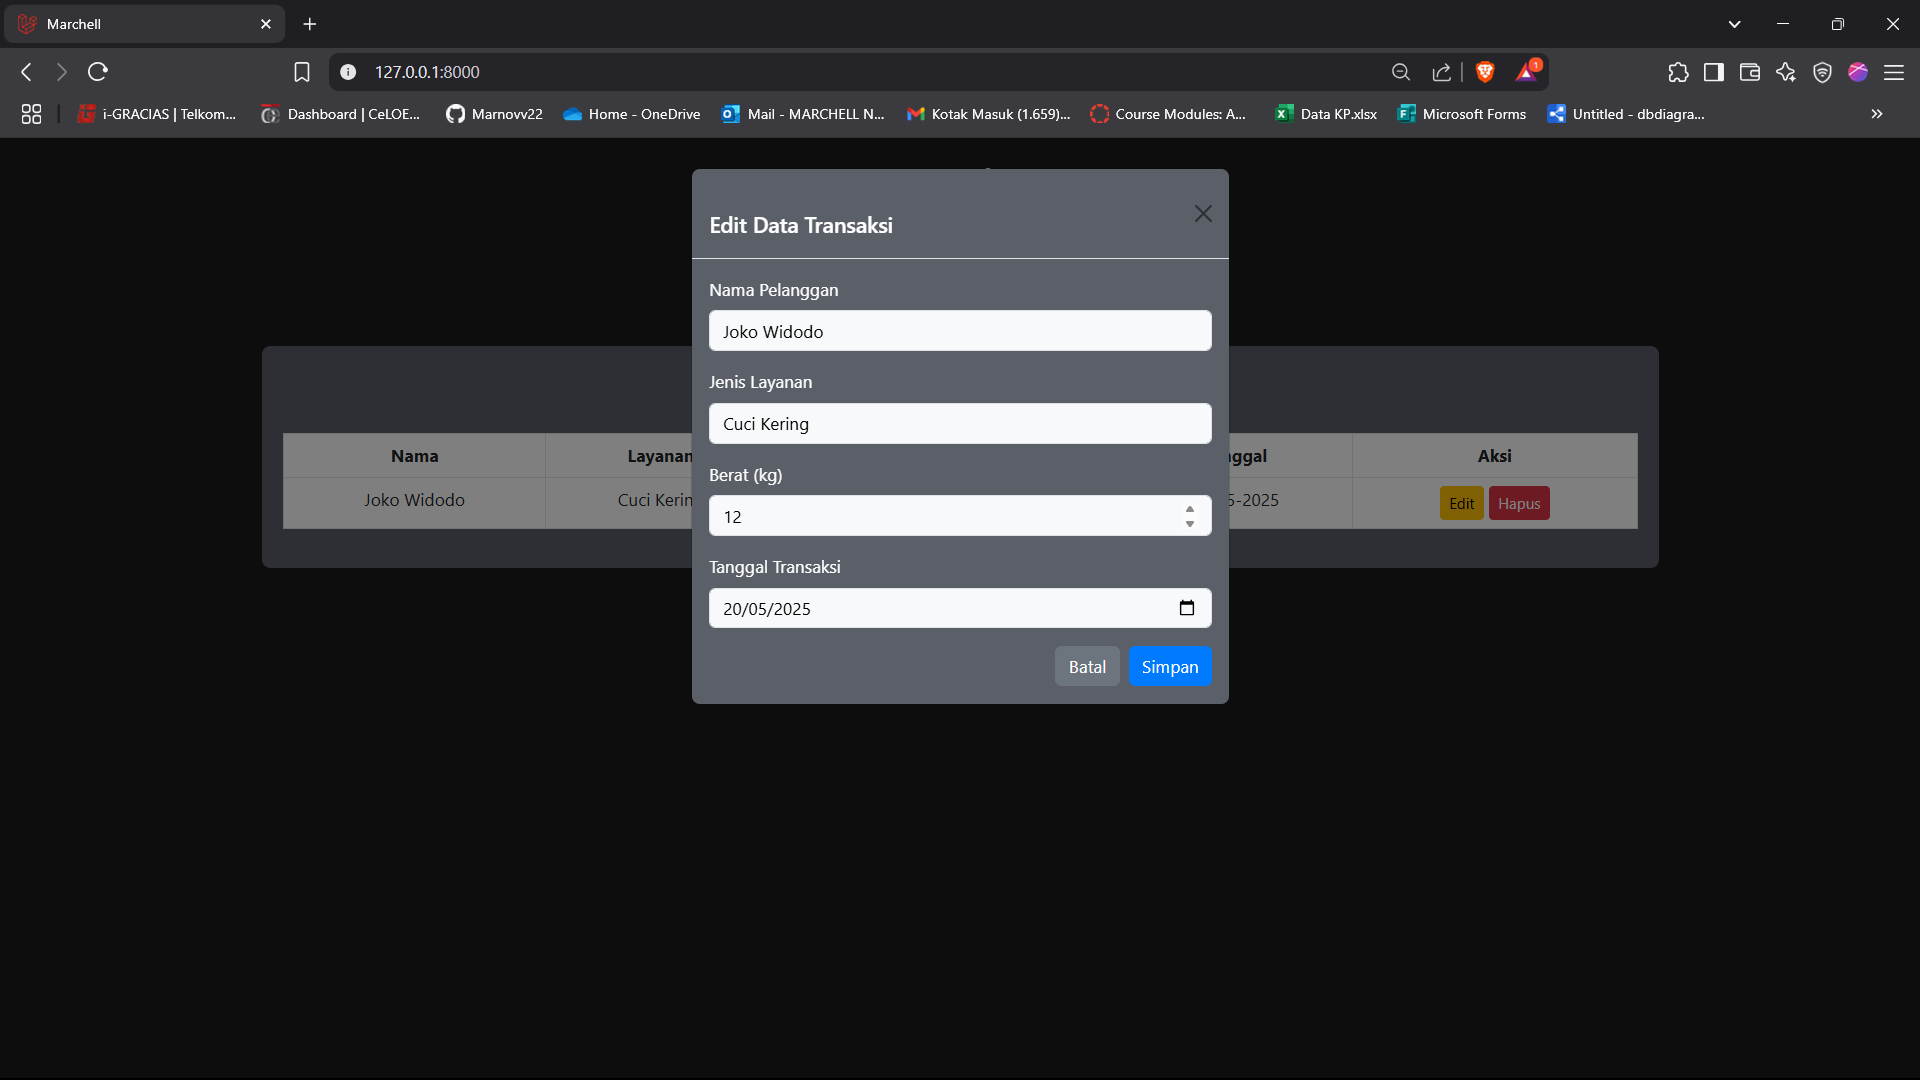 Marchell
127.0.0.1:8000
1
i-GRACIAS | Telkom...
Dashboard | CeLOE...
Marnovv22
Home - OneDrive
Mail - MARCHELL N...
Kotak Masuk (1.659)...
Course Modules: A...
Data KP.xlsx
Microsoft Forms
Untitled - dbdiagra...
Edit Data Transaksi
Nama Pelanggan
Joko Widodo
Jenis Layanan
Cuci Kering
Berat (kg)
12
Tanggal Transaksi
20/05/2025
Batal Simpan
Nama Layanan ggal Aksi
Joko Widodo Cuci Kerin 5-2025 Edit Hapus